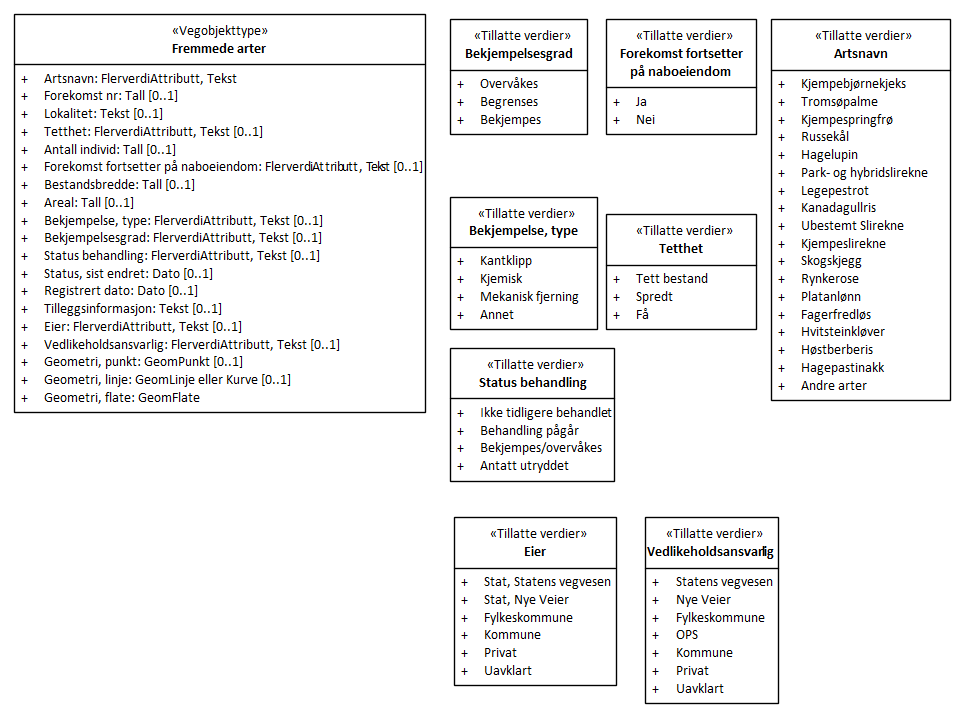 «Vegobjekttype»
Fremmede arter
+ Artsnavn: FlerverdiAttributt, Tekst
+ Forekomst nr: Tall [0..1]
+ Lokalitet: Tekst [0..1]
+ Tetthet: FlerverdiAttributt, Tekst [0..1]
+ Antall individ: Tall [0..1]
+ Forekomst fortsetter på naboeiendom: FlerverdiAttributt, Tekst [0..1]
+ Bestandsbredde: Tall [0..1]
+ Areal: Tall [0..1]
+ Bekjempelse, type: FlerverdiAttributt, Tekst [0..1]
+ Bekjempelsesgrad: FlerverdiAttributt, Tekst [0..1]
+ Status behandling: FlerverdiAttributt, Tekst [0..1]
+ Status, sist endret: Dato [0..1]
+ Registrert dato: Dato [0..1]
+ Tilleggsinformasjon: Tekst [0..1]
+ Eier: FlerverdiAttributt, Tekst [0..1]
+ Vedlikeholdsansvarlig: FlerverdiAttributt, Tekst [0..1]
+ Geometri, punkt: GeomPunkt [0..1]
+ Geometri, linje: GeomLinje eller Kurve [0..1]
+ Geometri, flate: GeomFlate
«Tillatte verdier»
Bekjempelsesgrad
+ Overvåkes
+ Begrenses
+ Bekjempes
«Tillatte verdier»
Forekomst fortsetter
på naboeiendom
+ Ja
+ Nei
«Tillatte verdier»
Artsnavn
+ Kjempebjørnekjeks
+ Tromsøpalme
+ Kjempespringfrø
+ Russekål
+ Hagelupin
+ Park- og hybridslirekne
+ Legepestrot
+ Kanadagullris
+ Ubestemt Slirekne
+ Kjempeslirekne
+ Skogskjegg
+ Rynkerose
+ Platanlønn
+ Fagerfredløs
+ Hvitsteinkløver
+ Høstberberis
+ Hagepastinakk
+ Andre arter
«Tillatte verdier»
Bekjempelse, type
+ Kantklipp
+ Kjemisk
+ Mekanisk fjerning
+ Annet
«Tillatte verdier»
Tetthet
+ Tett bestand
+ Spredt
+ Få
«Tillatte verdier»
Status behandling
+ Ikke tidligere behandlet
+ Behandling pågår
+ Bekjempes/overvåkes
+ Antatt utryddet
«Tillatte verdier»
Eier
+ Stat, Statens vegvesen
+ Stat, Nye Veier
+ Fylkeskommune
+ Kommune
+ Privat
+ Uavklart
«Tillatte verdier»
Vedlikeholdsansvarlig
+ Statens vegvesen
+ Nye Veier
+ Fylkeskommune
+ OPS
+ Kommune
+ Privat
+ Uavklart